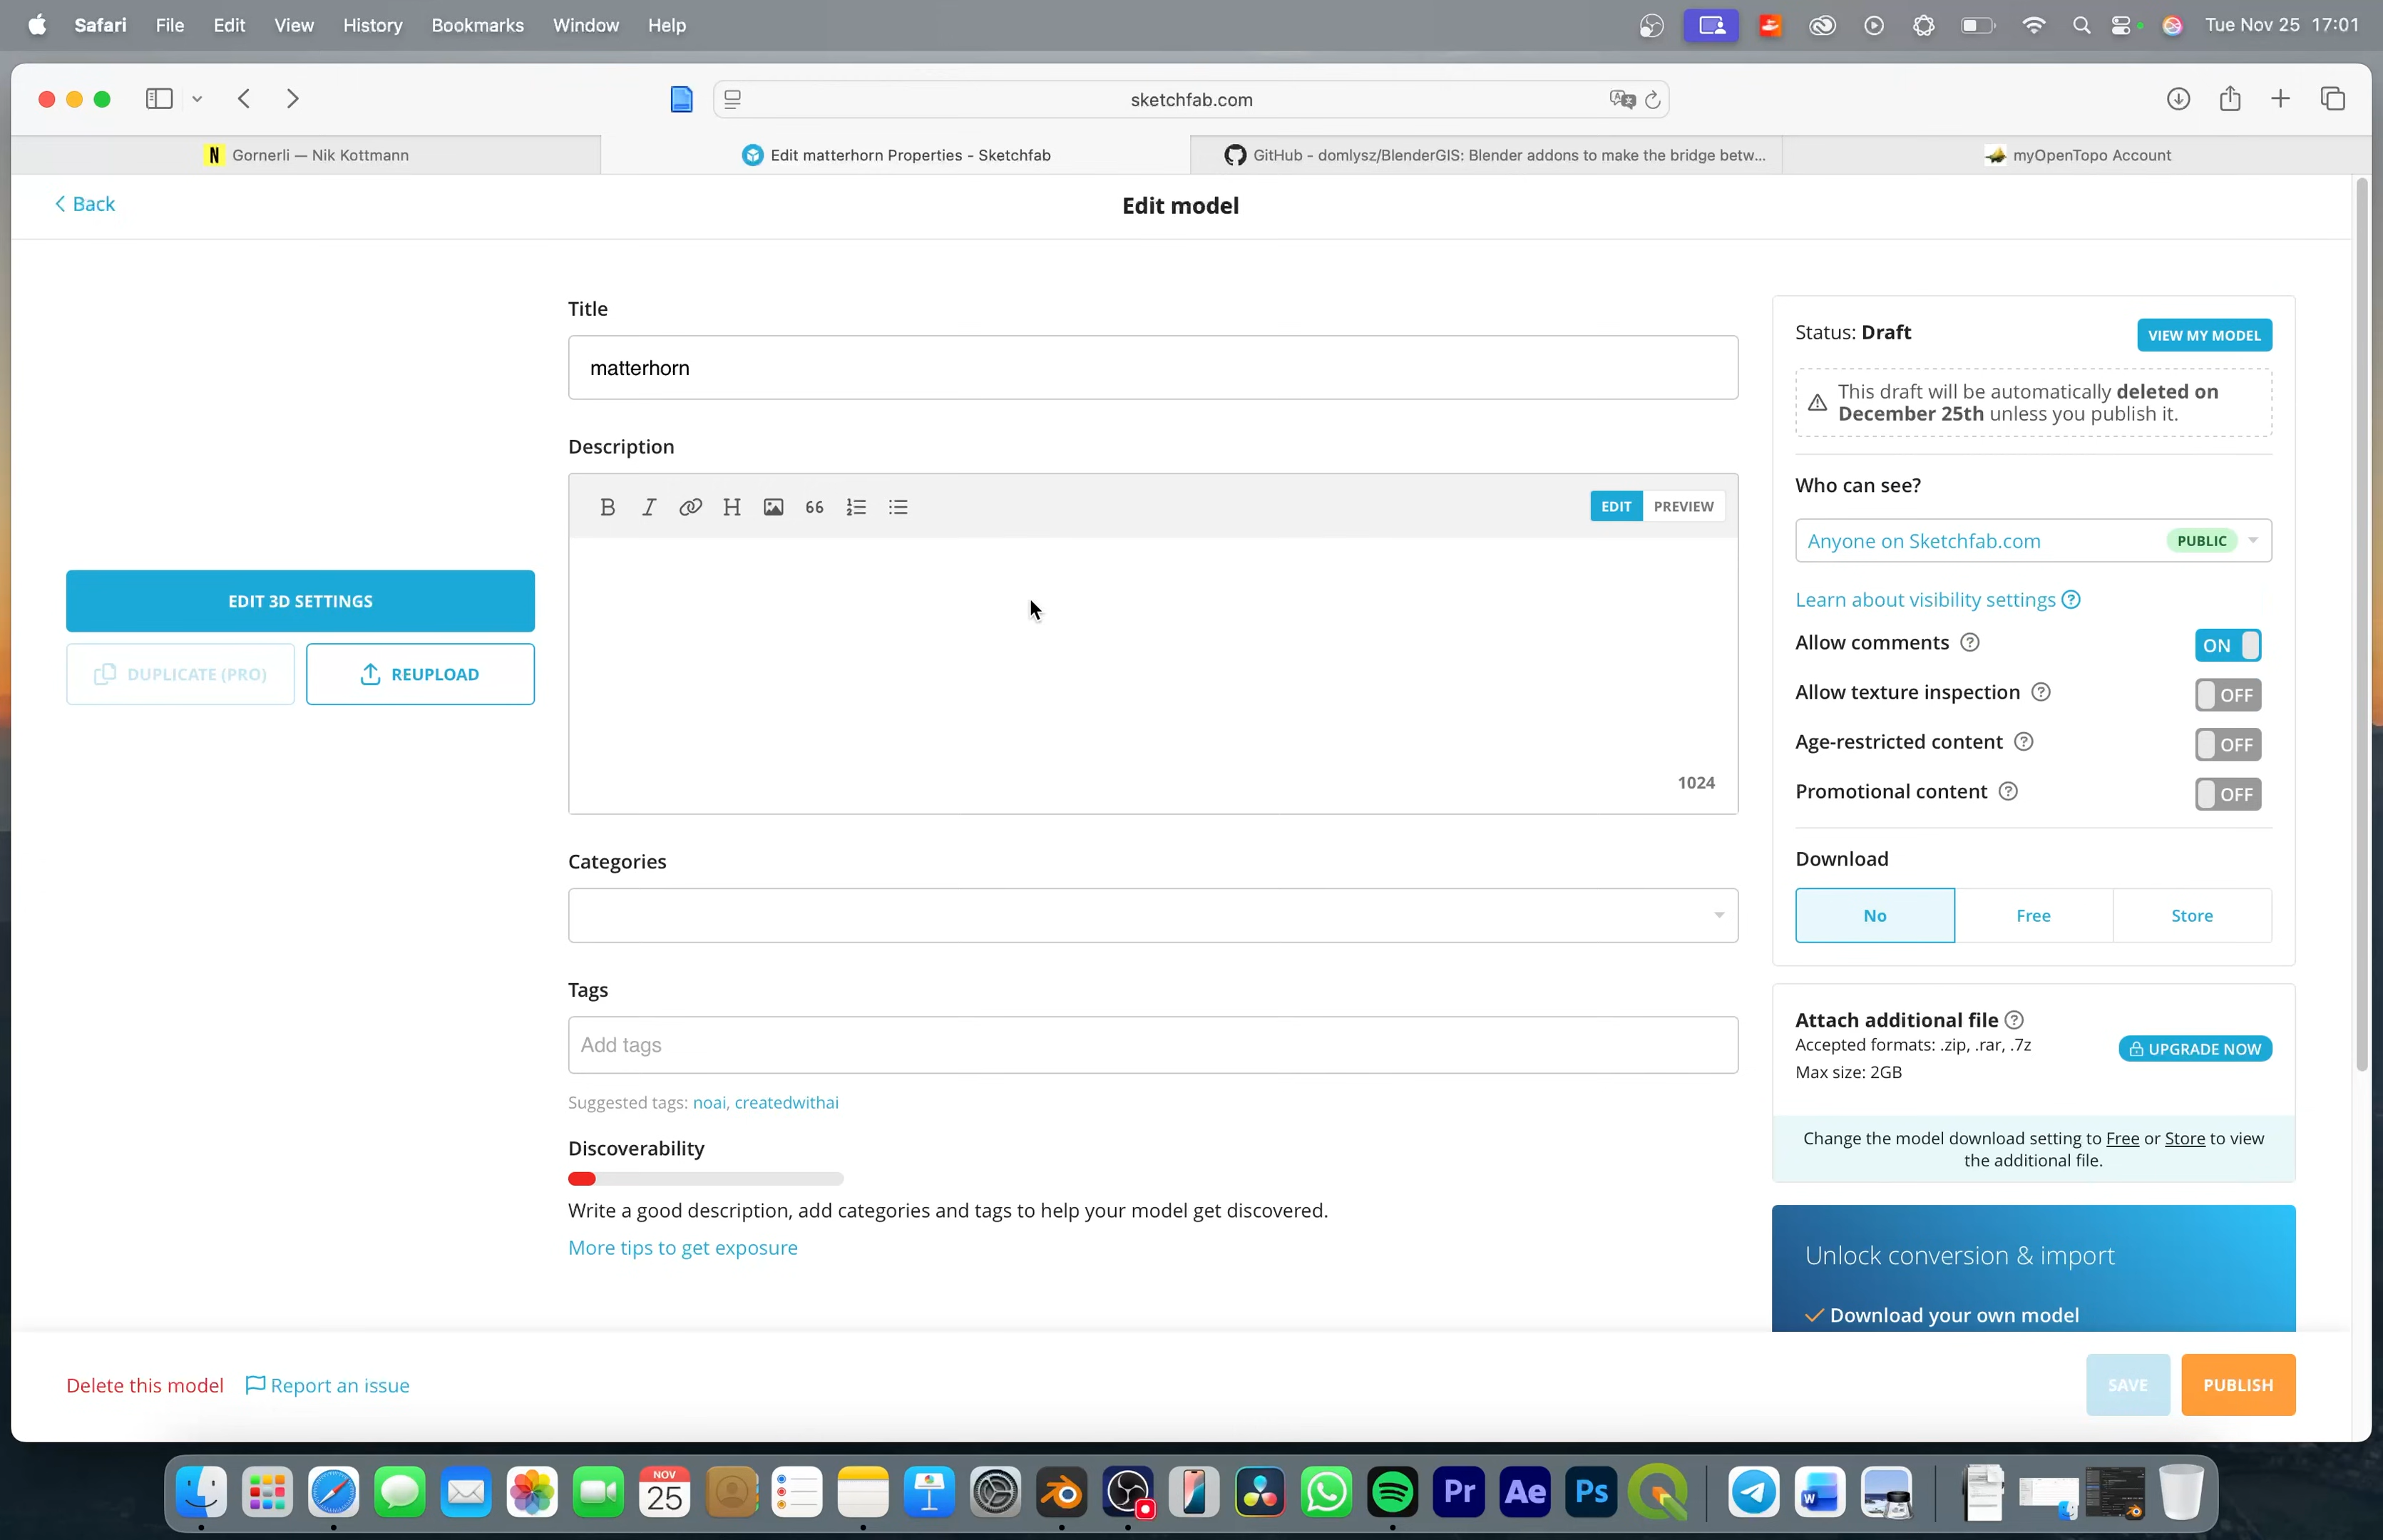 Safari File Edit View History Bookmarks Window Help Tue Nov 25 17:01
sketchfab.com
N Gornerli — Nik Kottmann
Edit matterhorn Properties - Sketchfab
GitHub - domlysz/BlenderGIS: Blender addons to make the bridge betw...
myOpenTopo Account
Back
Edit model
Title
matterhorn
Description
EDIT PREVIEW
1024
EDIT 3D SETTINGS
DUPLICATE (PRO)
REUPLOAD
Categories
Tags
Add tags
Suggested tags: noai, createdwithai
Discoverability
Write a good description, add categories and tags to help your model get discovered.
More tips to get exposure
Status: Draft
VIEW MY MODEL
This draft will be automatically deleted on
December 25th unless you publish it.
Who can see?
Anyone on Sketchfab.com PUBLIC
Learn about visibility settings
Allow comments ON
Allow texture inspection OFF
Age-restricted content OFF
Promotional content OFF
Download
No Free Store
Attach additional file
Accepted formats: .zip, .rar, .7z
Max size: 2GB
UPGRADE NOW
Change the model download setting to Free or Store to view
the additional file.
Unlock conversion & import
Download your own model
Delete this model
Report an issue
SAVE
PUBLISH
NOV
25
Pr
Ae
Ps
W